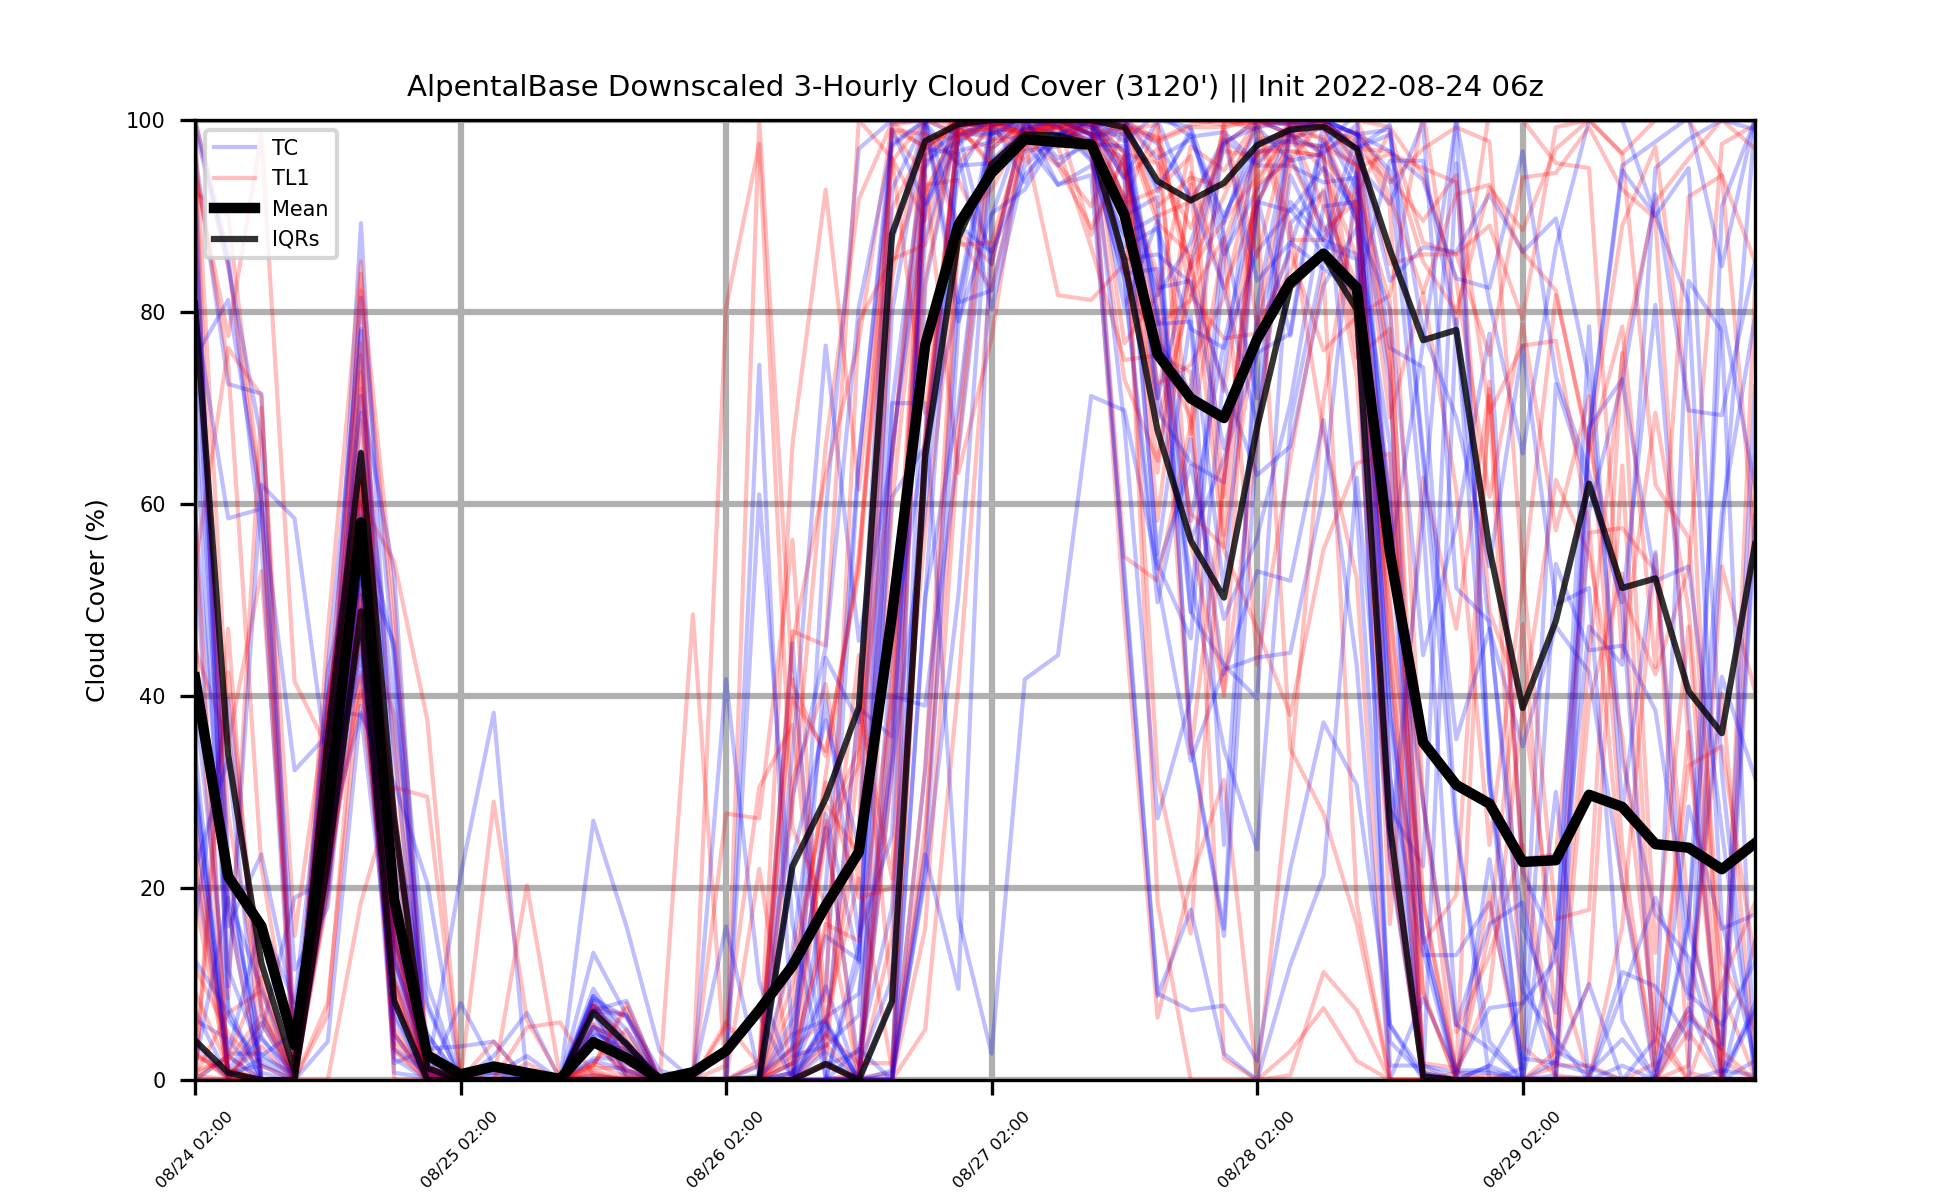 AlpentalBase Downscaled 3-Hourly Cloud Cover (3120') || Init 2022-08-24 06z
TC
TL1
Mean
IQRs
Cloud Cover (%)
100
80
60
40
20
0
08/24 02:00
08/25 02:00
08/26 02:00
08/27 02:00
08/28 02:00
08/29 02:00